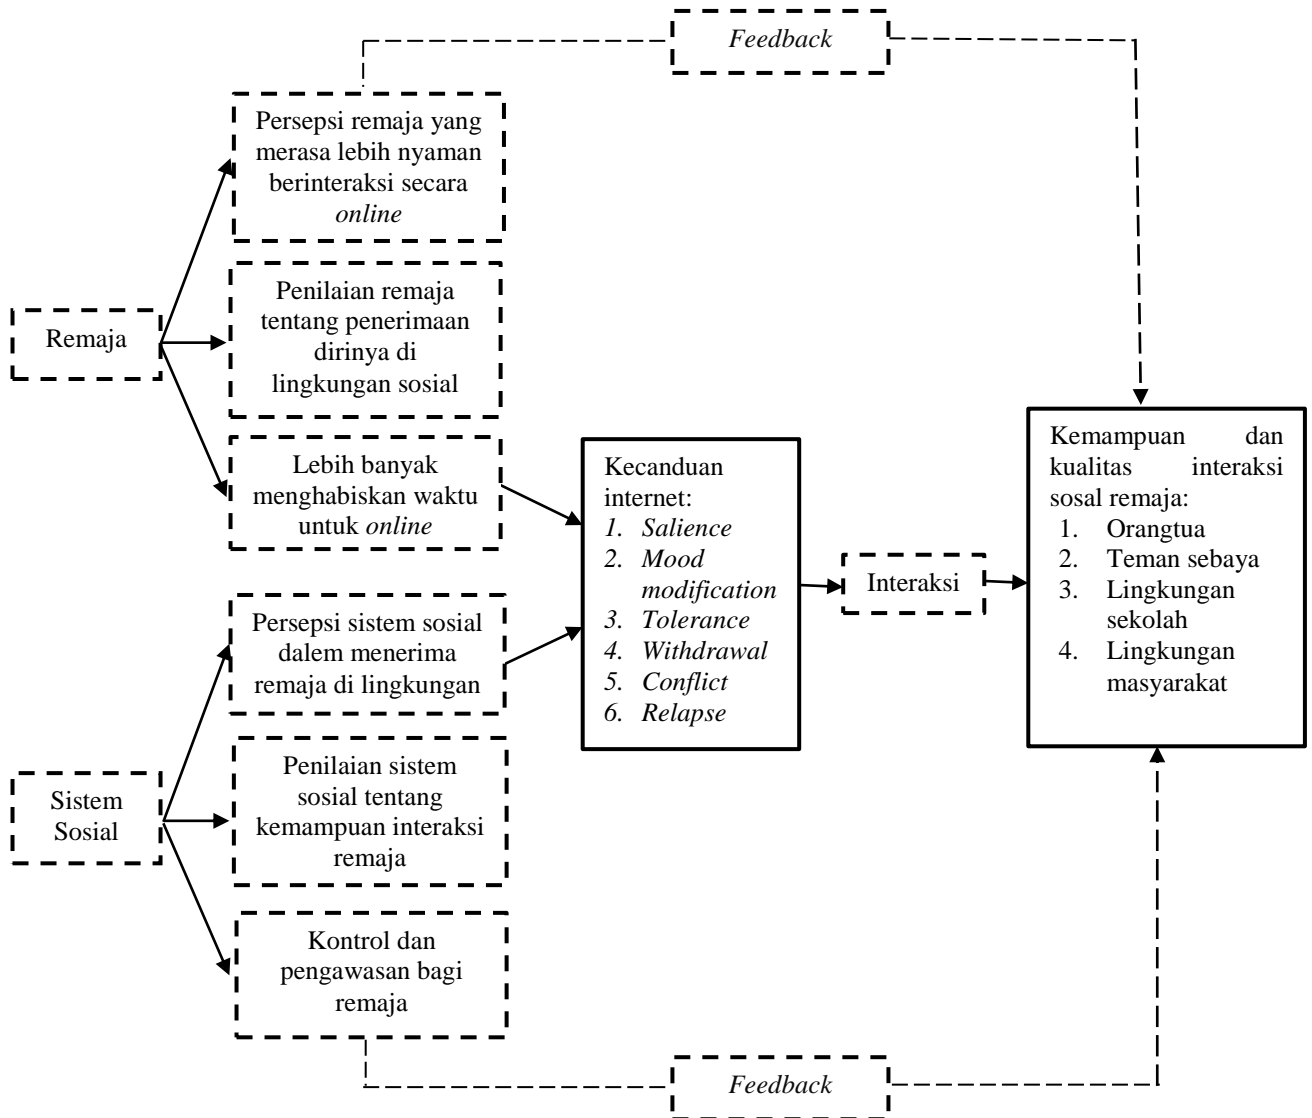 Feedback
Persepsi remaja yang
merasa lebih nyaman
berinteraksi secara
online
Penilaian remaja
tentang penerimaan
dirinya di
lingkungan sosial
Remaja
Lebih banyak
menghabiskan waktu
untuk online
Kecanduan
internet:
1. Salience
2. Mood
modification
3. Tolerance
4. Withdrawal
5. Conflict
6. Relapse
Interaksi
Kemampuan dan
kualitas interaksi
sosal remaja:
1. Orangtua
2. Teman sebaya
3. Lingkungan
sekolah
4. Lingkungan
masyarakat
Persepsi sistem sosial
dalem menerima
remaja di lingkungan
Sistem
Sosial
Penilaian sistem
sosial tentang
kemampuan interaksi
remaja
Kontrol dan
pengawasan bagi
remaja
Feedback